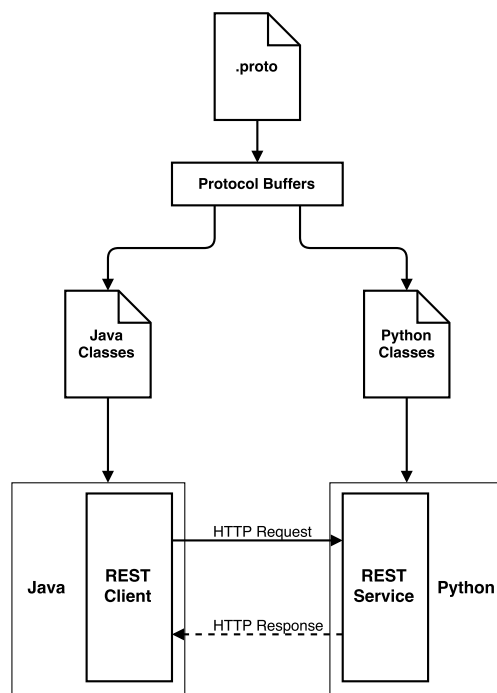 .proto
Protocol Buffers
Java
Classes
Python
Classes
HTTP Request
Java
REST
Client
REST
Service
Python
HTTP Response